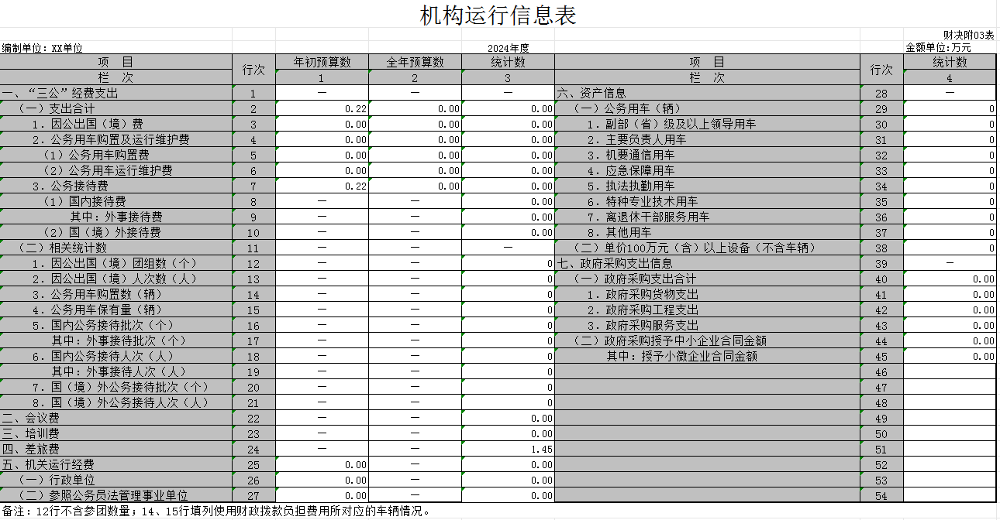 机构运行信息表
财决附03表
编制单位：XX单位 2024年度 金额单位:万元
项 目 行次 年初预算数 全年预算数 统计数 项 目 行次 统计数
栏 次 1 2 3 栏 次 4
一、“三公”经费支出 1 — — — 六、资产信息 28 —
（一）支出合计 2 0.22 0.00 0.00 （一）公务用车（辆） 29 0
1．因公出国（境）费 3 0.00 0.00 0.00 1．副部（省）级及以上领导用车 30 0
2．公务用车购置及运行维护费 4 0.00 0.00 0.00 2．主要负责人用车 31 0
（1）公务用车购置费 5 0.00 0.00 0.00 3．机要通信用车 32 0
（2）公务用车运行维护费 6 0.00 0.00 0.00 4．应急保障用车 33 0
3．公务接待费 7 0.22 0.00 0.00 5．执法执勤用车 34 0
（1）国内接待费 8 — — 0.00 6．特种专业技术用车 35 0
其中：外事接待费 9 — — 0.00 7．离退休干部服务用车 36 0
（2）国（境）外接待费 10 — — 0.00 8．其他用车 37 0
（二）相关统计数 11 — — — （二）单价100万元（含）以上设备（不含车辆） 38 0
1．因公出国（境）团组数（个） 12 — — 0 七、政府采购支出信息 39 —
2．因公出国（境）人次数（人） 13 — — 0 （一）政府采购支出合计 40 0.00
3．公务用车购置数（辆） 14 — — 0 1．政府采购货物支出 41 0.00
4．公务用车保有量（辆） 15 — — 0 2．政府采购工程支出 42 0.00
5．国内公务接待批次（个） 16 — — 0 3．政府采购服务支出 43 0.00
其中：外事接待批次（个） 17 — — 0 （二）政府采购授予中小企业合同金额 44 0.00
6．国内公务接待人次（人） 18 — — 0 其中：授予小微企业合同金额 45 0.00
其中：外事接待人次（人） 19 — — 0 46
7．国（境）外公务接待批次（个） 20 — — 0 47
8．国（境）外公务接待人次（人） 21 — — 0 48
二、会议费 22 — — 0.00 49
三、培训费 23 — — 0.00 50
四、差旅费 24 — — 1.45 51
五、机关运行经费 25 0.00 — 0.00 52
（一）行政单位 26 0.00 — 0.00 53
（二）参照公务员法管理事业单位 27 0.00 — 0.00 54
备注：12行不含参团数量；14、15行填列使用财政拨款负担费用所对应的车辆情况。